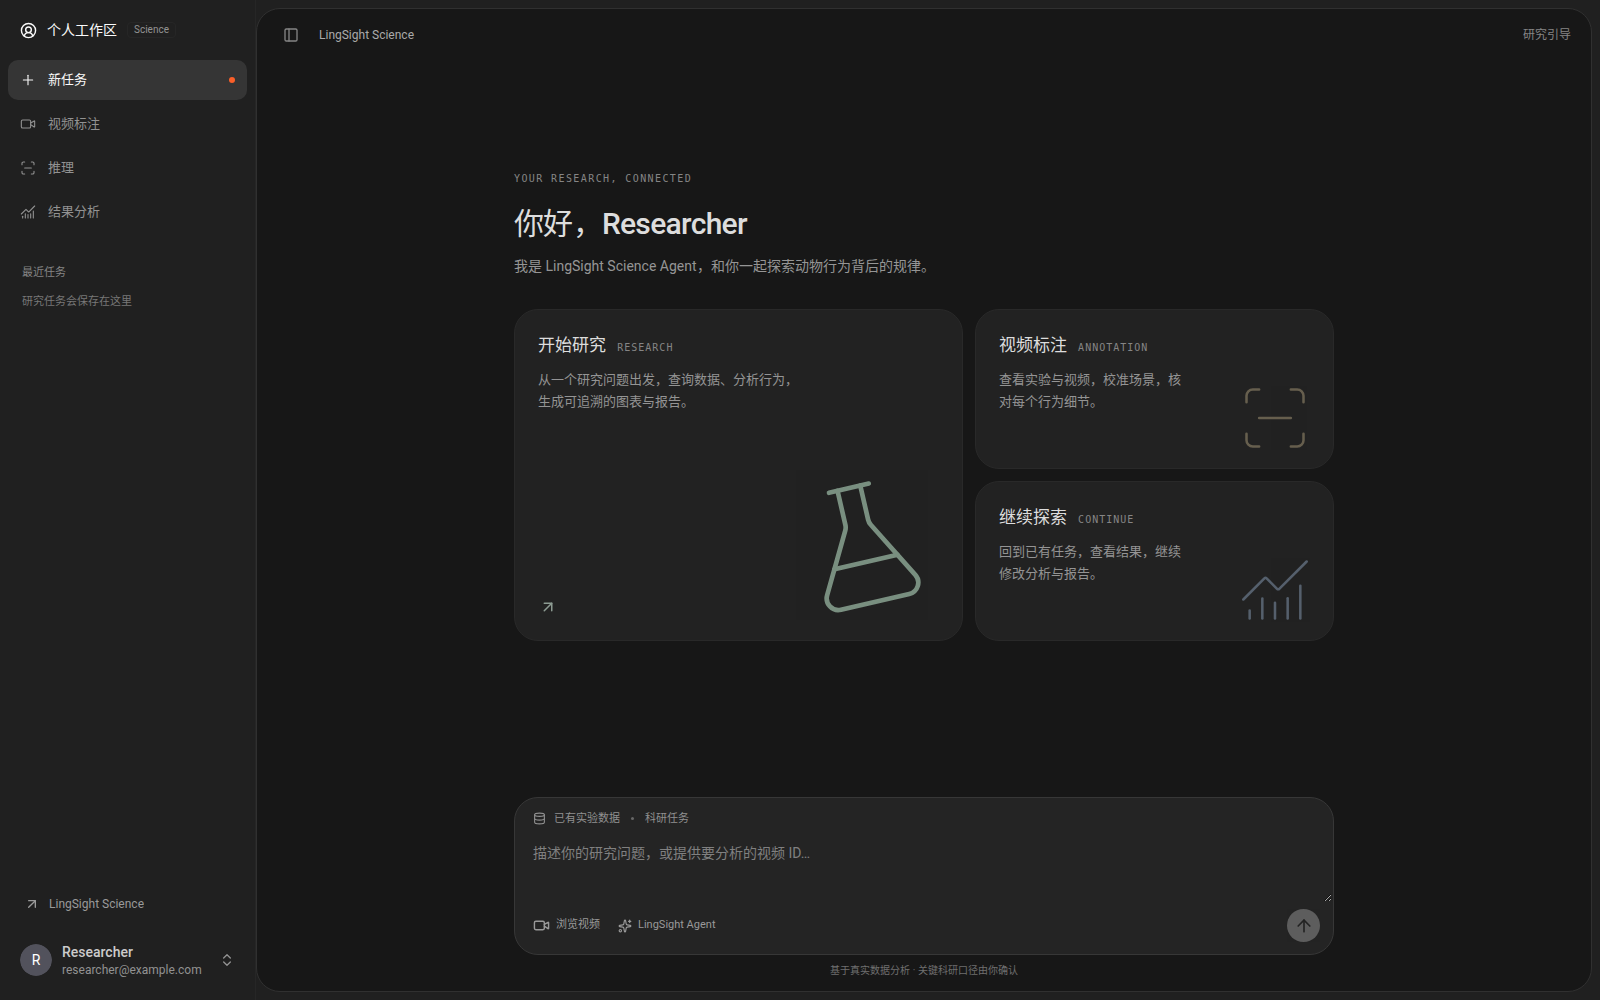 个人工作区 Science
新任务
视频标注
推理
结果分析
最近任务
研究任务会保存在这里
LingSight Science
R
Researcher
researcher@example.com
LingSight Science
研究引导
YOUR RESEARCH, CONNECTED
你好，Researcher
我是 LingSight Science Agent，和你一起探索动物行为背后的规律。
开始研究 RESEARCH
从一个研究问题出发，查询数据、分析行为，
生成可追溯的图表与报告。
视频标注 ANNOTATION
查看实验与视频，校准场景，核
对每个行为细节。
继续探索 CONTINUE
回到已有任务，查看结果，继续
修改分析与报告。
已有实验数据 • 科研任务
描述你的研究问题，或提供要分析的视频 ID...
浏览视频 LingSight Agent
基于真实数据分析 · 关键科研口径由你确认